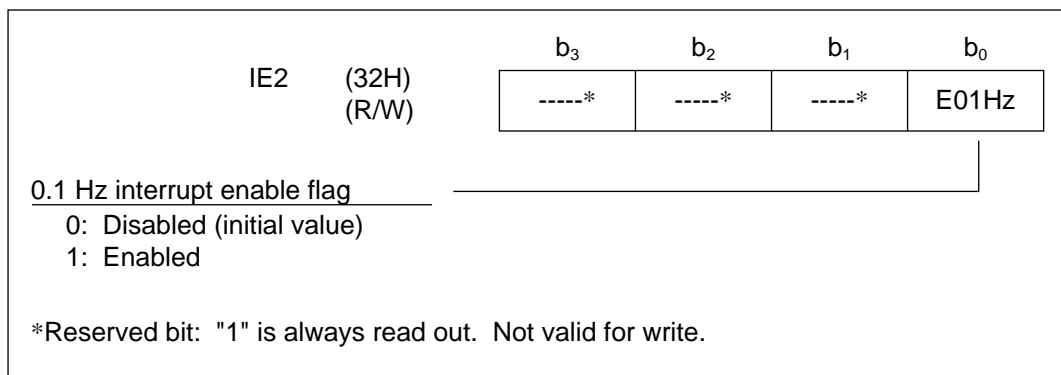 b3 b2 b1 b0
IE2 (32H) -----* -----* -----* E01Hz
(R/W)
0.1 Hz interrupt enable flag
0: Disabled (initial value)
1: Enabled
*Reserved bit: "1" is always read out. Not valid for write.